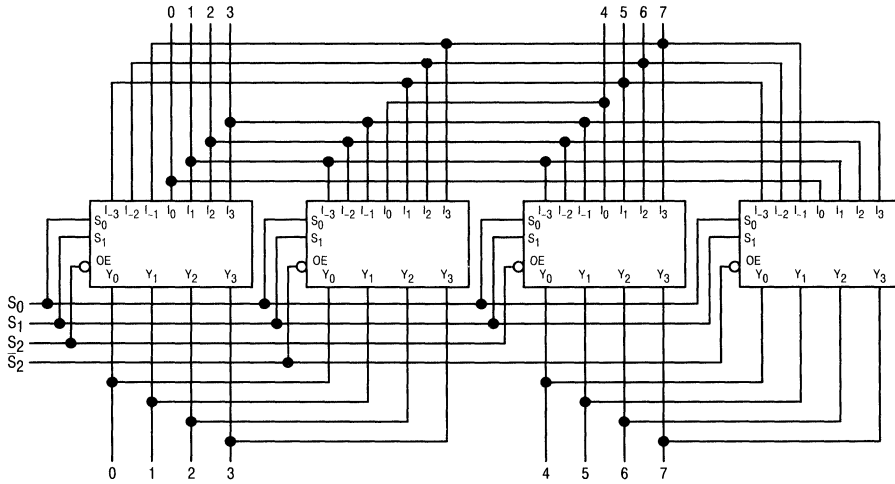 0 1 2 3 4 5 6 7
I-3 I-2 I-1 I0 I1 I2 I3 I-3 I-2 I-1 I0 I1 I2 I3 I-3 I-2 I-1 I0 I1 I2 I3 I-3 I-2 I-1 I0 I1 I2 I3
S0 S0 S0 S0
S1 S1 S1 S1
OE OE OE OE
Y0 Y1 Y2 Y3 Y0 Y1 Y2 Y3 Y0 Y1 Y2 Y3 Y0 Y1 Y2 Y3
S0
S1
S2
S̅2
0 1 2 3 4 5 6 7